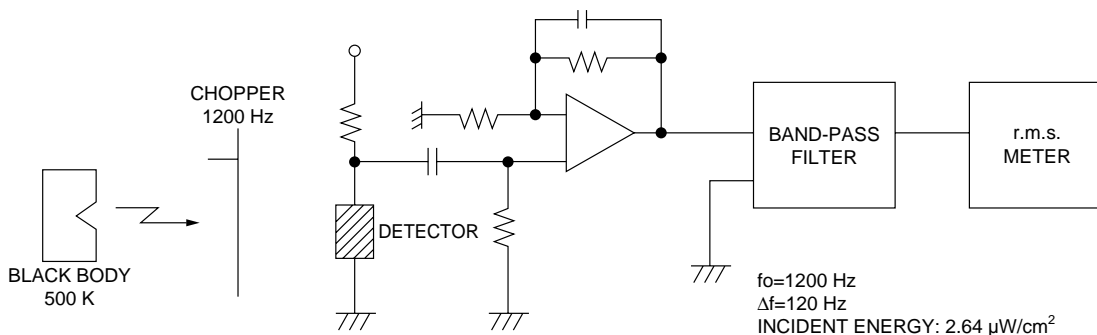 CHOPPER
1200 Hz
DETECTOR
BLACK BODY
500 K
BAND-PASS
FILTER
r.m.s.
METER
fo=1200 Hz
Δf=120 Hz
INCIDENT ENERGY: 2.64 μW/cm²